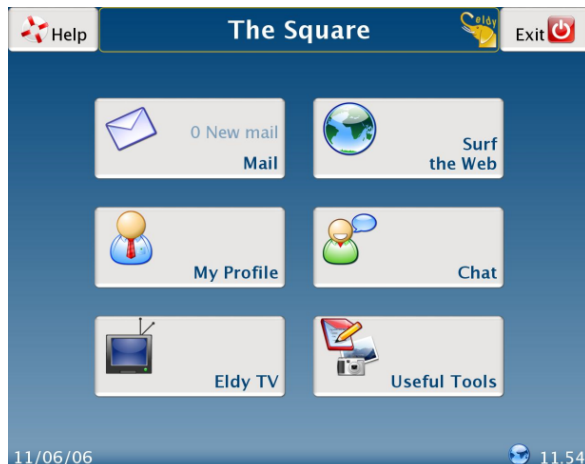 Help
The Square
eldy
Exit
0 New mail
Mail
Surf
the Web
My Profile
Chat
Eldy TV
Useful Tools
11/06/06
11.54